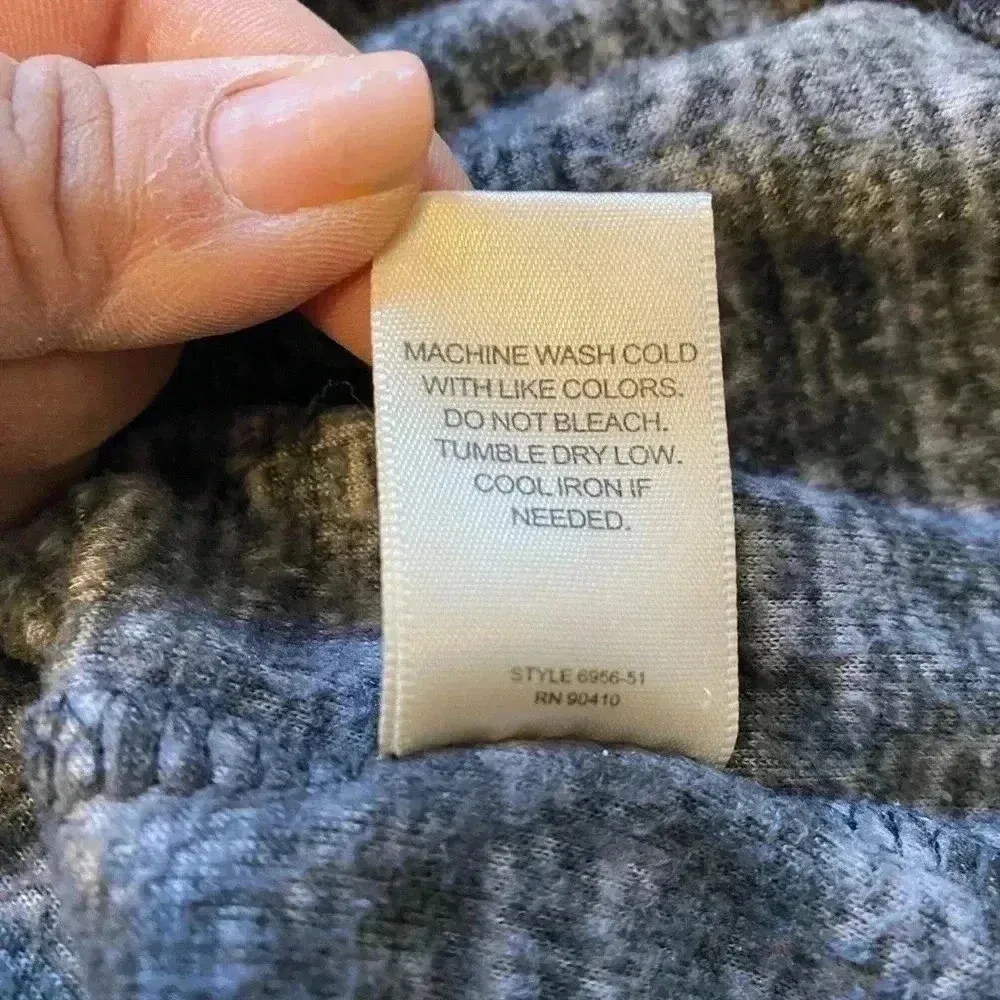 MACHINE WASH COLD
WITH LIKE COLORS.
DO NOT BLEACH.
TUMBLE DRY LOW.
COOL IRON IF
NEEDED.
STYLE 6956-51
RN 90410